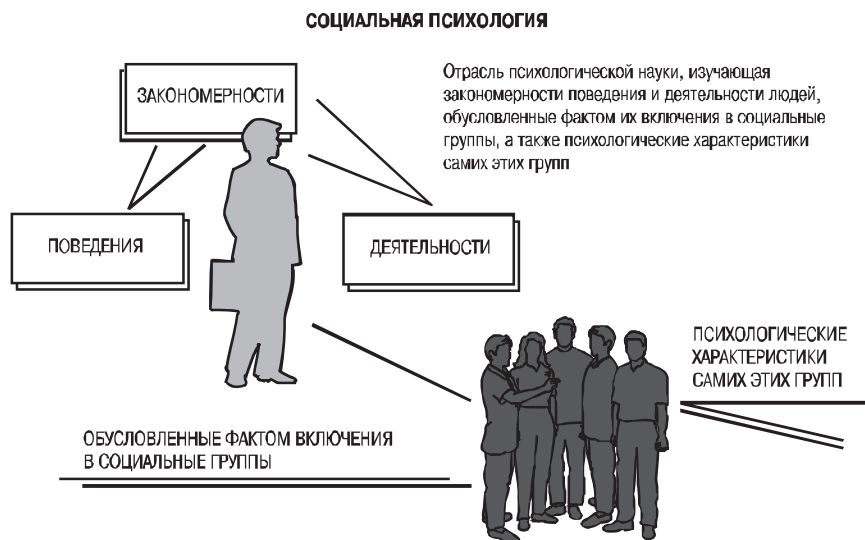 СОЦИАЛЬНАЯ ПСИХОЛОГИЯ
ЗАКОНОМЕРНОСТИ
Отрасль психологической науки, изучающая
закономерности поведения и деятельности людей,
обусловленные фактом их включения в социальные
группы, а также психологические характеристики
самих этих групп
ПОВЕДЕНИЯ
ДЕЯТЕЛЬНОСТИ
ПСИХОЛОГИЧЕСКИЕ
ХАРАКТЕРИСТИКИ
САМИХ ЭТИХ ГРУПП
ОБУСЛОВЛЕННЫЕ ФАКТОМ ВКЛЮЧЕНИЯ
В СОЦИАЛЬНЫЕ ГРУППЫ